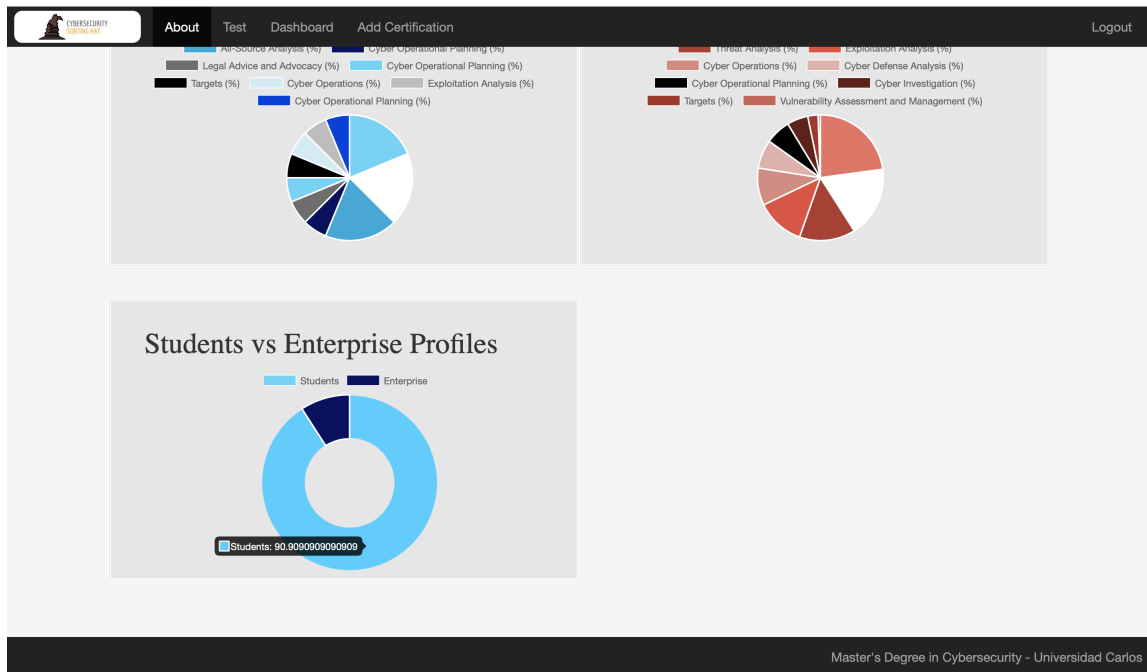 CYBERSECURITY
SORTING HAT
About Test Dashboard Add Certification Logout
All-Source Analysis (%) Cyber Operational Planning (%)
Legal Advice and Advocacy (%) Cyber Operational Planning (%)
Targets (%) Cyber Operations (%) Exploitation Analysis (%)
Cyber Operational Planning (%)
Threat Analysis (%) Exploitation Analysis (%)
Cyber Operations (%) Cyber Defense Analysis (%)
Cyber Operational Planning (%) Cyber Investigation (%)
Targets (%) Vulnerability Assessment and Management (%)
Students vs Enterprise Profiles
Students Enterprise
Students: 90.9090909090909
Master's Degree in Cybersecurity - Universidad Carlos